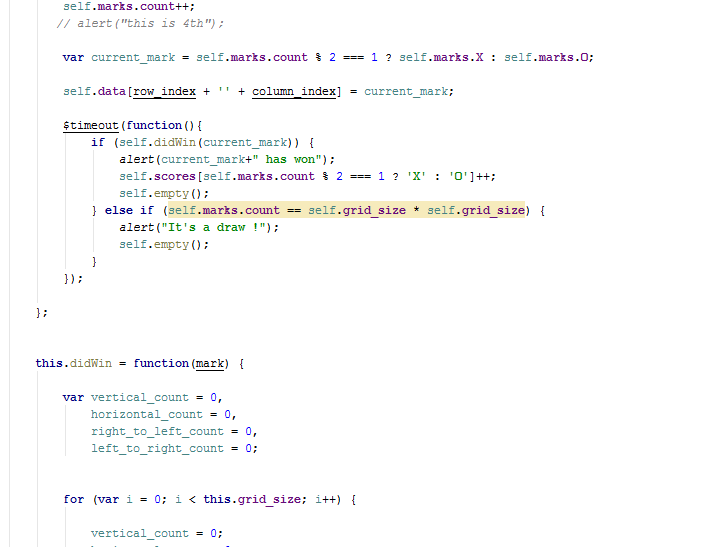 self.marks.count++;
// alert("this is 4th");
var current_mark = self.marks.count % 2 === 1 ? self.marks.X : self.marks.O;
self.data[row_index + '' + column_index] = current_mark;
$timeout(function(){
if (self.didWin(current_mark)) {
alert(current_mark+" has won");
self.scores[self.marks.count % 2 === 1 ? 'X' : 'O']++;
self.empty();
} else if (self.marks.count == self.grid_size * self.grid_size) {
alert("It's a draw !");
self.empty();
}
});
};
this.didWin = function(mark) {
var vertical_count = 0,
horizontal_count = 0,
right_to_left_count = 0,
left_to_right_count = 0;
for (var i = 0; i < this.grid_size; i++) {
vertical_count = 0;